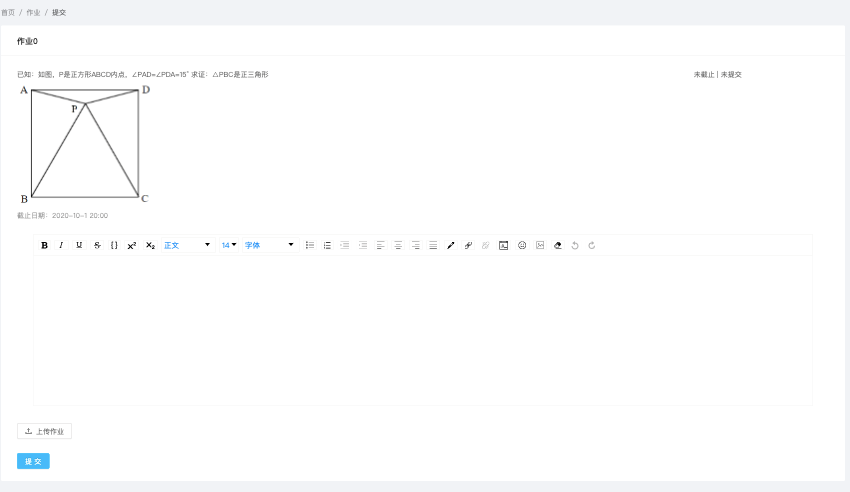 首页 / 作业 / 提交
作业0
已知：如图，P是正方形ABCD内点，∠PAD=∠PDA=15° 求证：△PBC是正三角形
未截止 | 未提交
A
D
P
B
C
截止日期：2020-10-1 20:00
B I U S {} X² X₂ 正文 14 字体
上传作业
提 交